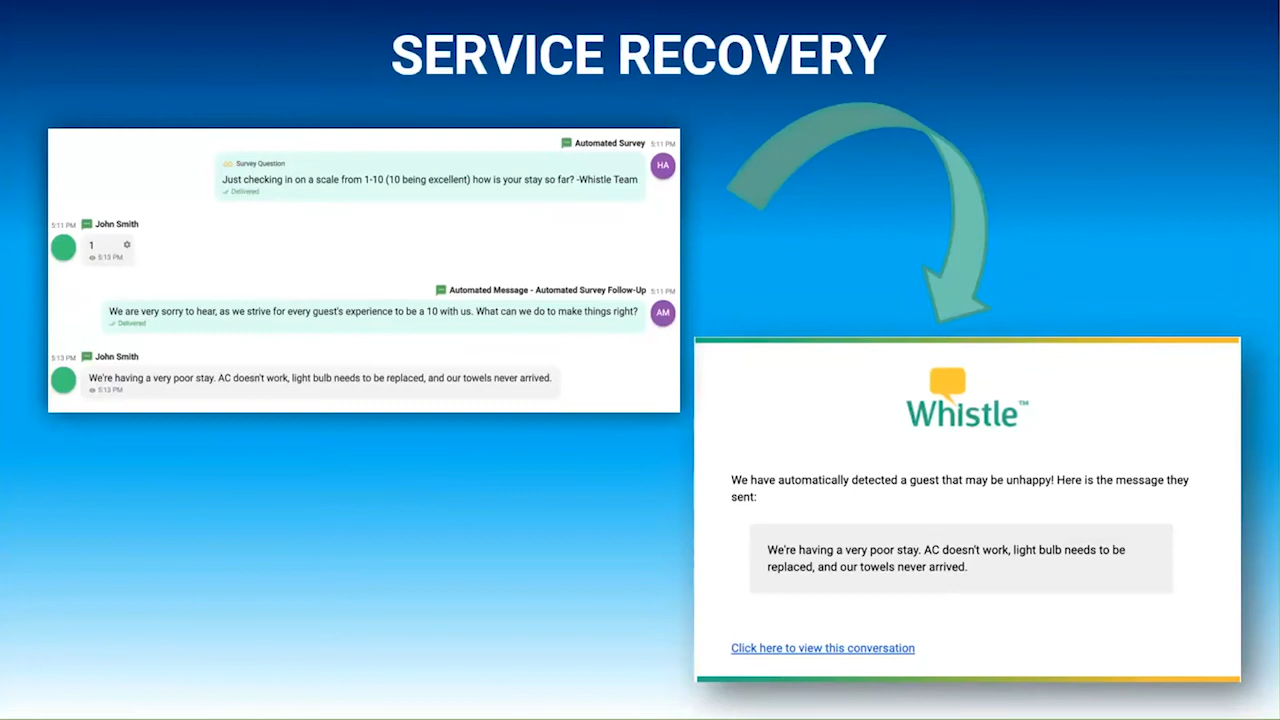 SERVICE RECOVERY
Automated Survey 5:11 PM
HA
Survey Question
Just checking in on a scale from 1-10 (10 being excellent) how is your stay so far? -Whistle Team
Delivered
5:11 PM John Smith
1
5:13 PM
Automated Message - Automated Survey Follow-Up 5:11 PM
AM
We are very sorry to hear, as we strive for every guest's experience to be a 10 with us. What can we do to make things right?
Delivered
5:13 PM John Smith
We're having a very poor stay. AC doesn't work, light bulb needs to be replaced, and our towels never arrived.
5:13 PM
Whistle™
We have automatically detected a guest that may be unhappy! Here is the message they
sent:
We're having a very poor stay. AC doesn't work, light bulb needs to be
replaced, and our towels never arrived.
Click here to view this conversation